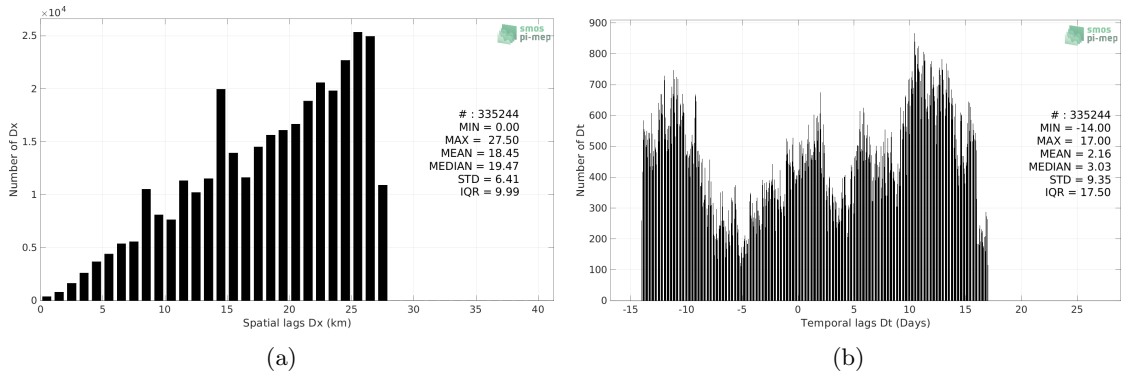 ×10⁴
2.5
2
1.5
1
0.5
0
0 5 10 15 20 25 30 35 40
Number of Dx
Spatial lags Dx (km)
smos
pi-mep
# : 335244
MIN = 0.00
MAX = 27.50
MEAN = 18.45
MEDIAN = 19.47
STD = 6.41
IQR = 9.99
(a)
900
800
700
600
500
400
300
200
100
0
-15 -10 -5 0 5 10 15 20 25
Number of Dt
Temporal lags Dt (Days)
smos
pi-mep
# : 335244
MIN = -14.00
MAX = 17.00
MEAN = 2.16
MEDIAN = 3.03
STD = 9.35
IQR = 17.50
(b)